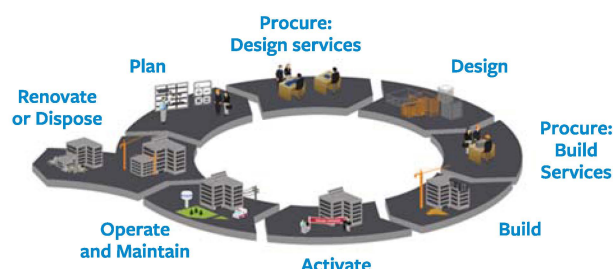 Procure:
Design services
Plan
Design
Renovate
or Dispose
Procure:
Build
Services
Operate
and Maintain
Build
Activate